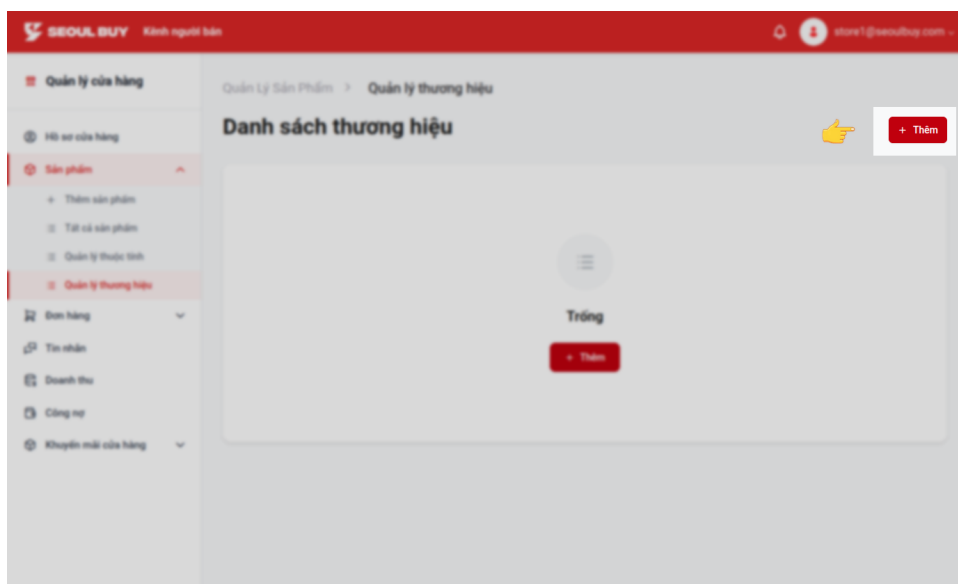 SEOUL BUY Kênh người bán
store1@seoulbuy.com
Quản lý cửa hàng
Quản Lý Sản Phẩm > Quản lý thương hiệu
Danh sách thương hiệu
+ Thêm
Hồ sơ cửa hàng
Sản phẩm
+ Thêm sản phẩm
Tất cả sản phẩm
Quản lý thuộc tính
Quản lý thương hiệu
Đơn hàng
Tin nhắn
Doanh thu
Công nợ
Khuyến mãi cửa hàng
Trống
+ Thêm